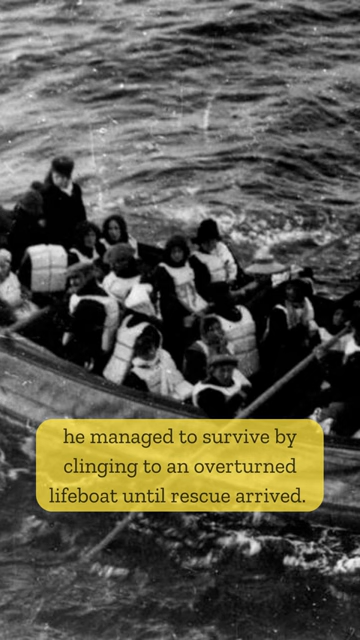 he managed to survive by
clinging to an overturned
lifeboat until rescue arrived.